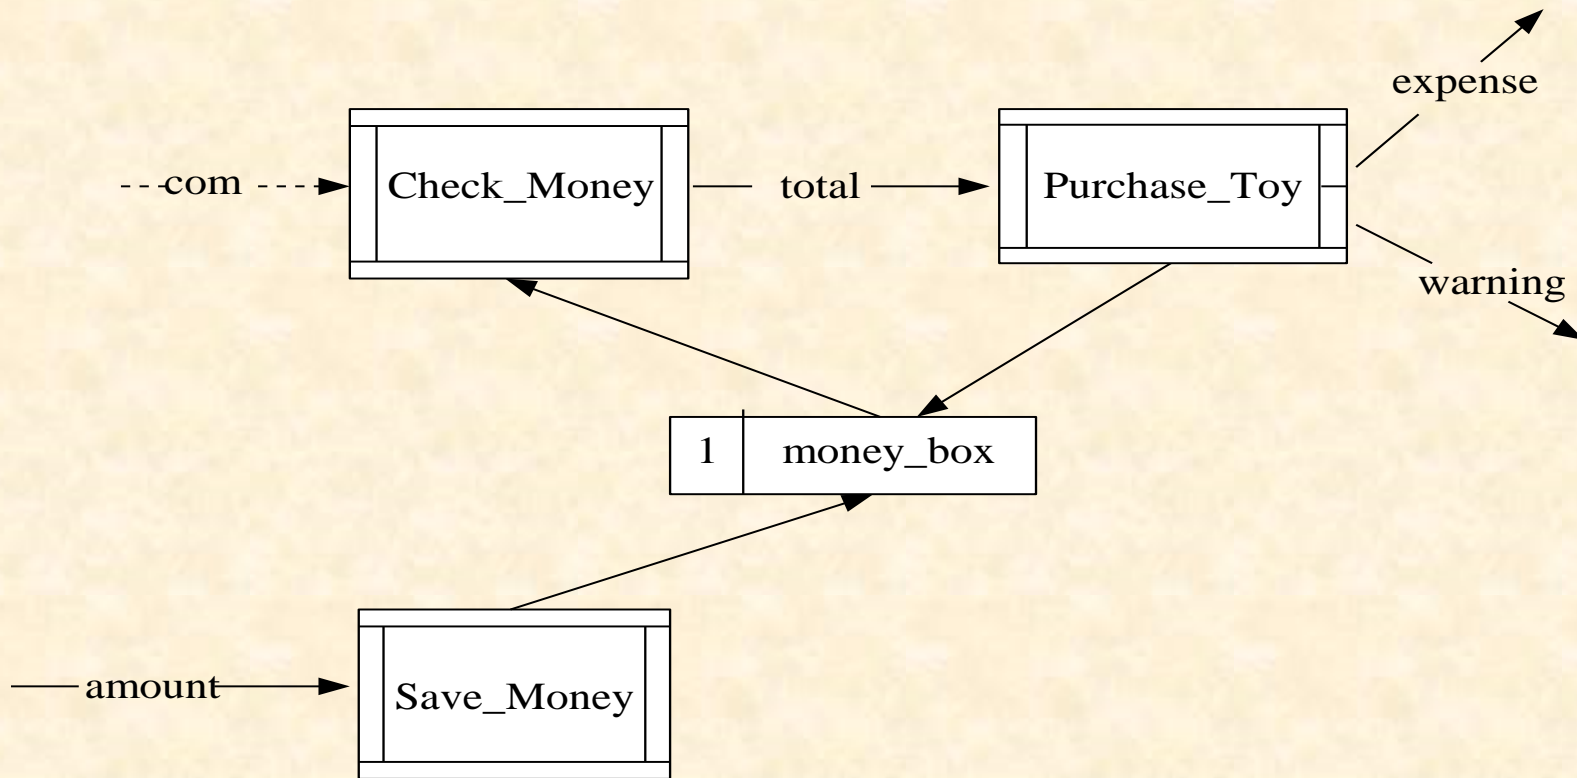 expense
com
Check_Money
total
Purchase_Toy
warning
1
money_box
amount
Save_Money